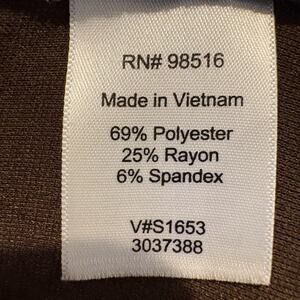 RN# 98516
Made in Vietnam
69% Polyester
25% Rayon
6% Spandex
V#S1653
3037388